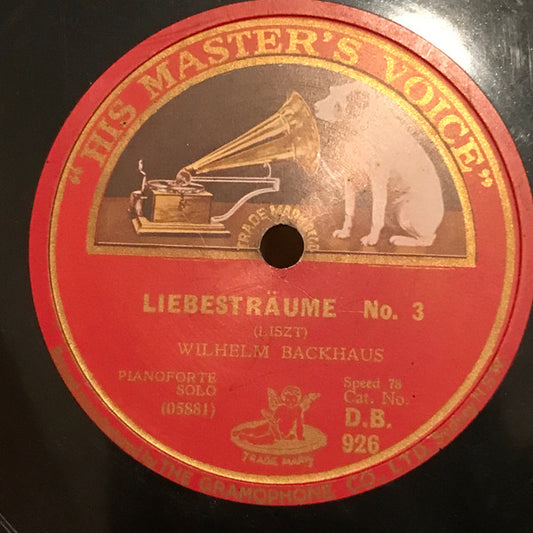 "HIS MASTER'S VOICE"
TRADE MARK
LIEBESTRÄUME No. 3
(LISZT)
WILHELM BACKHAUS
PIANOFORTE
SOLO
(05881)
Speed 78
Cat. No.
D.B.
926
TRADE MARK
THE GRAMOPHONE CO. LTD.